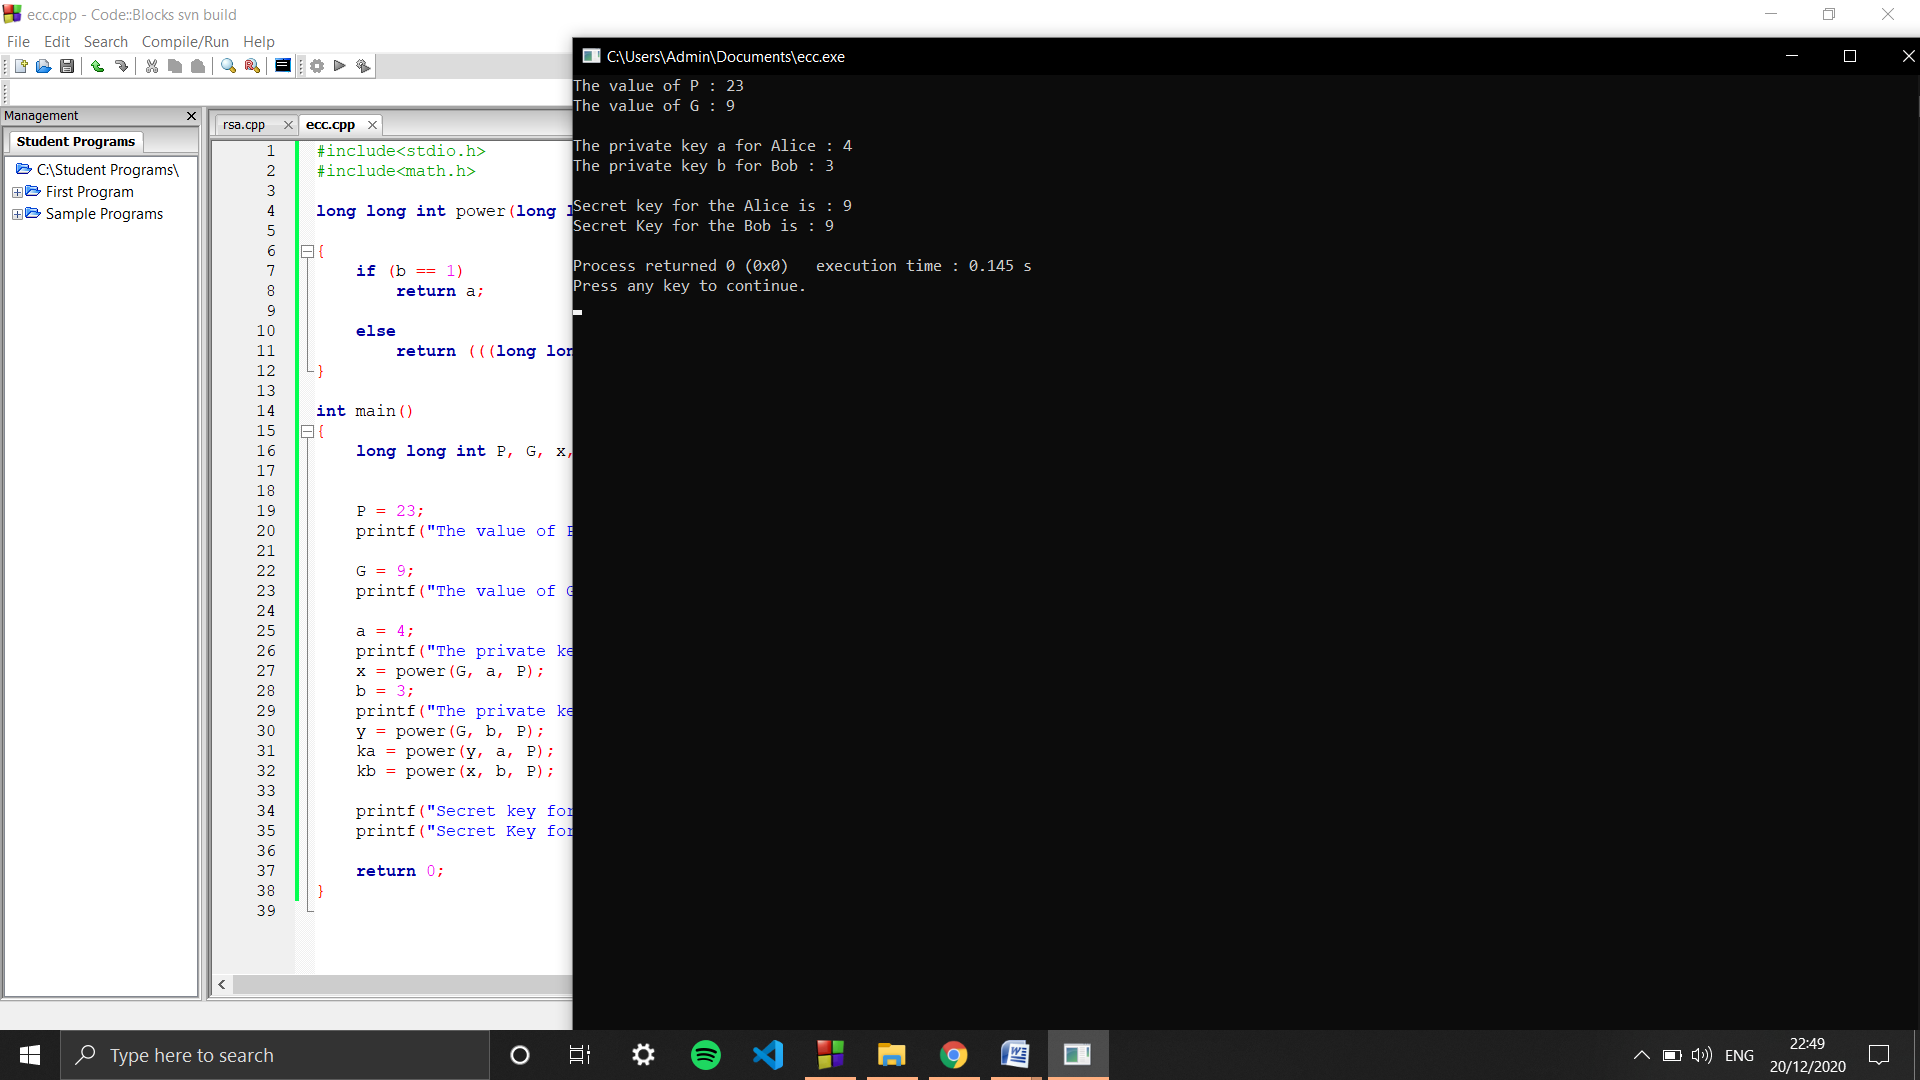 ecc.cpp - Code::Blocks svn build
File Edit Search Compile/Run Help
Management
Student Programs
C:\Student Programs\
First Program
Sample Programs
rsa.cpp
ecc.cpp
1 #include<stdio.h>
2 #include<math.h>
3
4 long long int power(long l
5
6 {
7 if (b == 1)
8 return a;
9
10 else
11 return (((long lon
12 }
13
14 int main()
15 {
16 long long int P, G, x,
17
18
19 P = 23;
20 printf("The value of P
21
22 G = 9;
23 printf("The value of G
24
25 a = 4;
26 printf("The private ke
27 x = power(G, a, P);
28 b = 3;
29 printf("The private ke
30 y = power(G, b, P);
31 ka = power(y, a, P);
32 kb = power(x, b, P);
33
34 printf("Secret key for
35 printf("Secret Key for
36
37 return 0;
38 }
39
C:\Users\Admin\Documents\ecc.exe
The value of P : 23
The value of G : 9
The private key a for Alice : 4
The private key b for Bob : 3
Secret key for the Alice is : 9
Secret Key for the Bob is : 9
Process returned 0 (0x0) execution time : 0.145 s
Press any key to continue.
Type here to search
ENG
22:49
20/12/2020